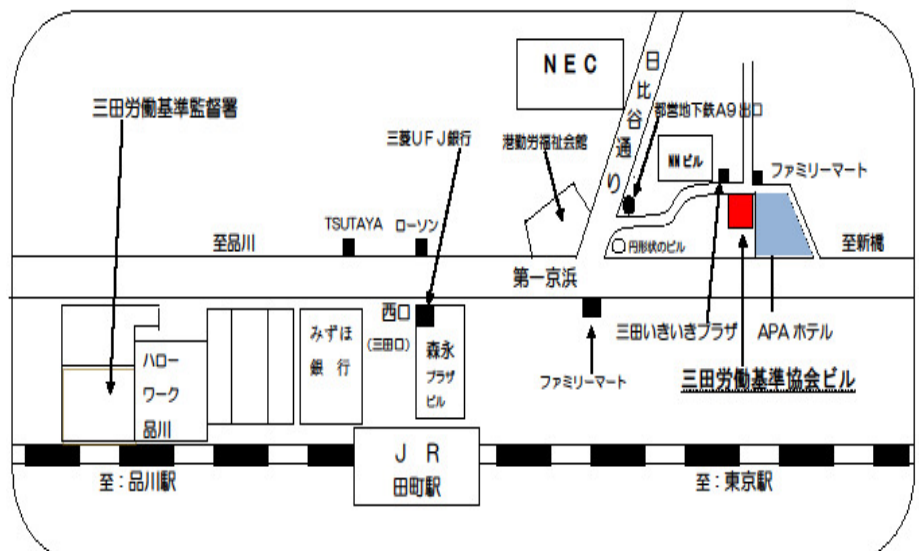 NEC
日比谷通り
三田労働基準監督署
三菱UFJ銀行
港勤労福祉会館
都営地下鉄A9出口
NNビル
ファミリーマート
TSUTAYA
ローソン
至品川
円形状のビル
至新橋
第一京浜
西口
(三田口)
みずほ
銀行
森永
プラザ
ビル
ハロー
ワーク
品川
ファミリーマート
三田いきいきプラザ
APAホテル
三田労働基準協会ビル
JR
田町駅
至:品川駅
至:東京駅